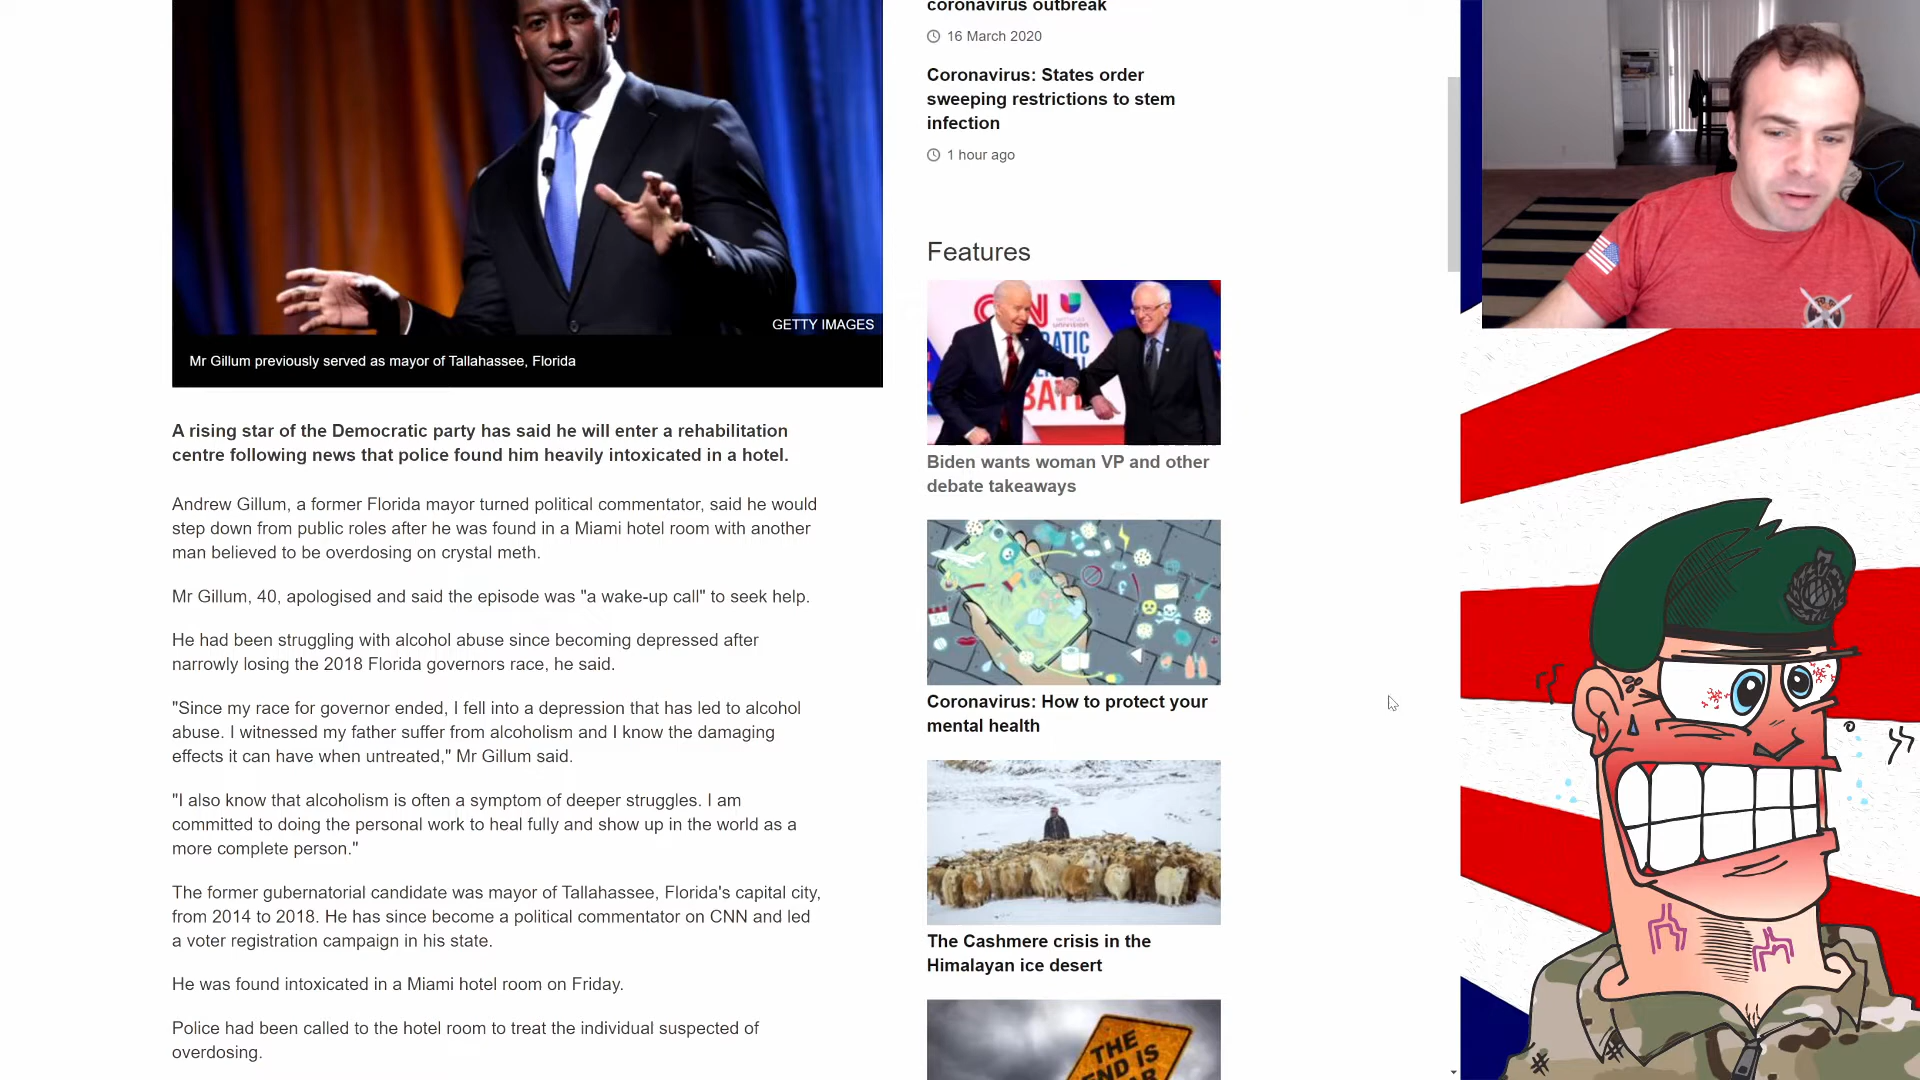 GETTY IMAGES
Mr Gillum previously served as mayor of Tallahassee, Florida
A rising star of the Democratic party has said he will enter a rehabilitation
centre following news that police found him heavily intoxicated in a hotel.
Andrew Gillum, a former Florida mayor turned political commentator, said he would
step down from public roles after he was found in a Miami hotel room with another
man believed to be overdosing on crystal meth.
Mr Gillum, 40, apologised and said the episode was "a wake-up call" to seek help.
He had been struggling with alcohol abuse since becoming depressed after
narrowly losing the 2018 Florida governors race, he said.
"Since my race for governor ended, I fell into a depression that has led to alcohol
abuse. I witnessed my father suffer from alcoholism and I know the damaging
effects it can have when untreated," Mr Gillum said.
"I also know that alcoholism is often a symptom of deeper struggles. I am
committed to doing the personal work to heal fully and show up in the world as a
more complete person."
The former gubernatorial candidate was mayor of Tallahassee, Florida's capital city,
from 2014 to 2018. He has since become a political commentator on CNN and led
a voter registration campaign in his state.
He was found intoxicated in a Miami hotel room on Friday.
Police had been called to the hotel room to treat the individual suspected of
overdosing.
coronavirus outbreak
16 March 2020
Coronavirus: States order
sweeping restrictions to stem
infection
1 hour ago
Features
Biden wants woman VP and other
debate takeaways
Coronavirus: How to protect your
mental health
The Cashmere crisis in the
Himalayan ice desert
THE
END IS